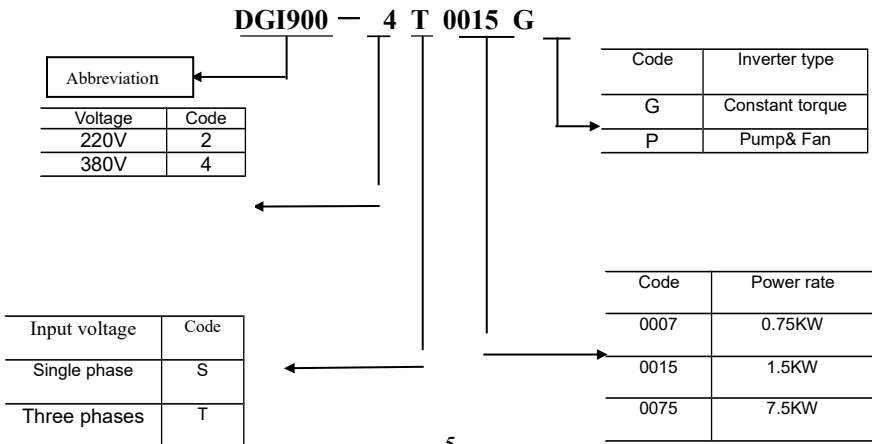 DGI900 — 4 T 0015 G
Abbreviation
Voltage Code
220V 2
380V 4
Code Inverter type
G Constant torque
P Pump& Fan
Input voltage Code
Single phase S
Three phases T
Code Power rate
0007 0.75KW
0015 1.5KW
0075 7.5KW